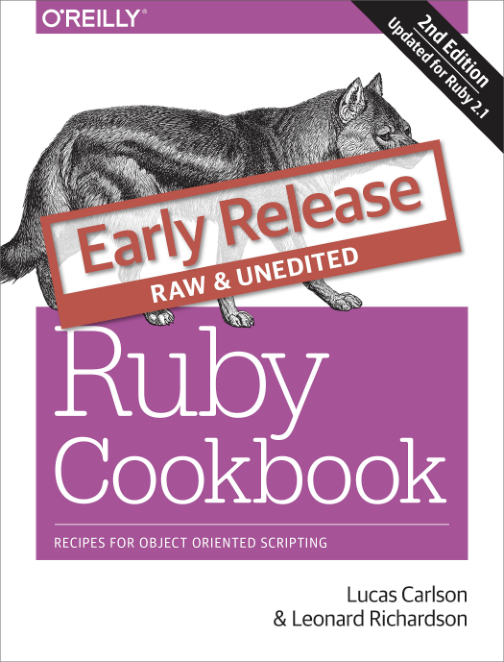 O'REILLY®
2nd Edition
Updated for Ruby 2.1
Early Release
RAW & UNEDITED
Ruby
Cookbook
RECIPES FOR OBJECT ORIENTED SCRIPTING
Lucas Carlson
& Leonard Richardson